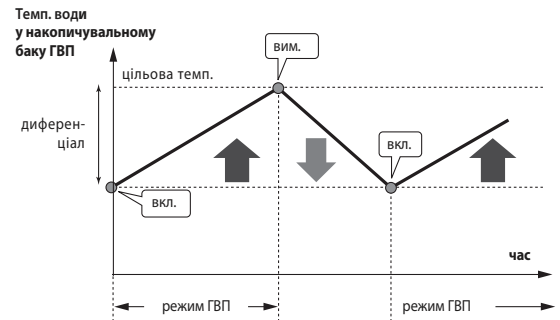 Темп. води
у накопичувальному
баку ГВП
вим.
цільова темп.
диферен-
ціал
вкл.
вкл.
час
режим ГВП
режим ГВП